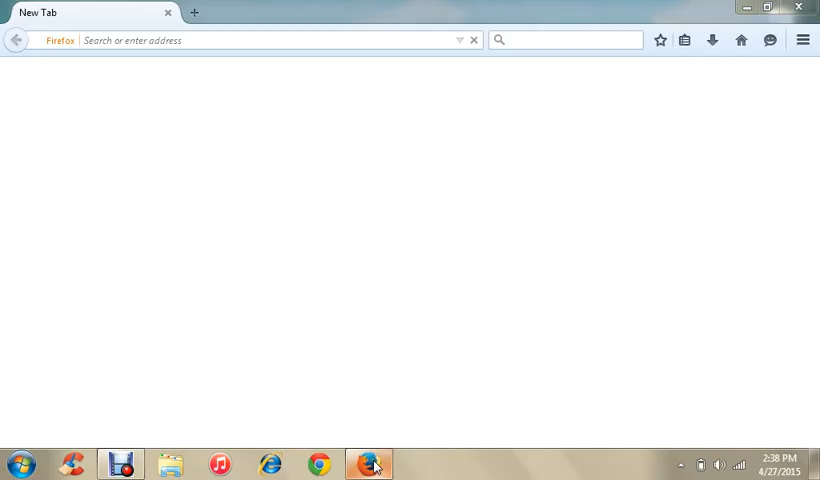 New Tab
Firefox
Search or enter address
2:38 PM
4/27/2015